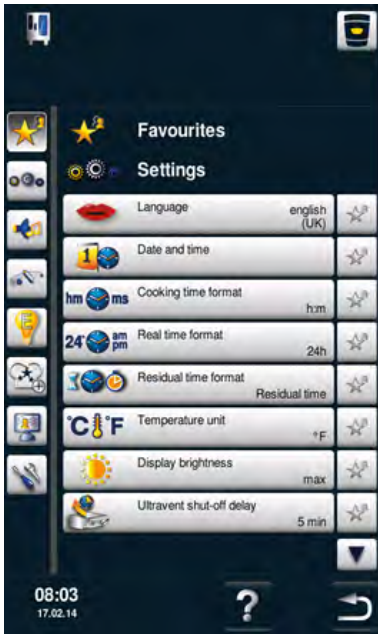 Favourites
Settings
Language
english
(UK)
Date and time
hm ms
Cooking time format
h:m
24h am
pm
Real time format
24h
Residual time format
Residual time
°C °F
Temperature unit
°F
Display brightness
max
Ultravent shut-off delay
5 min
08:03
17.02.14
?